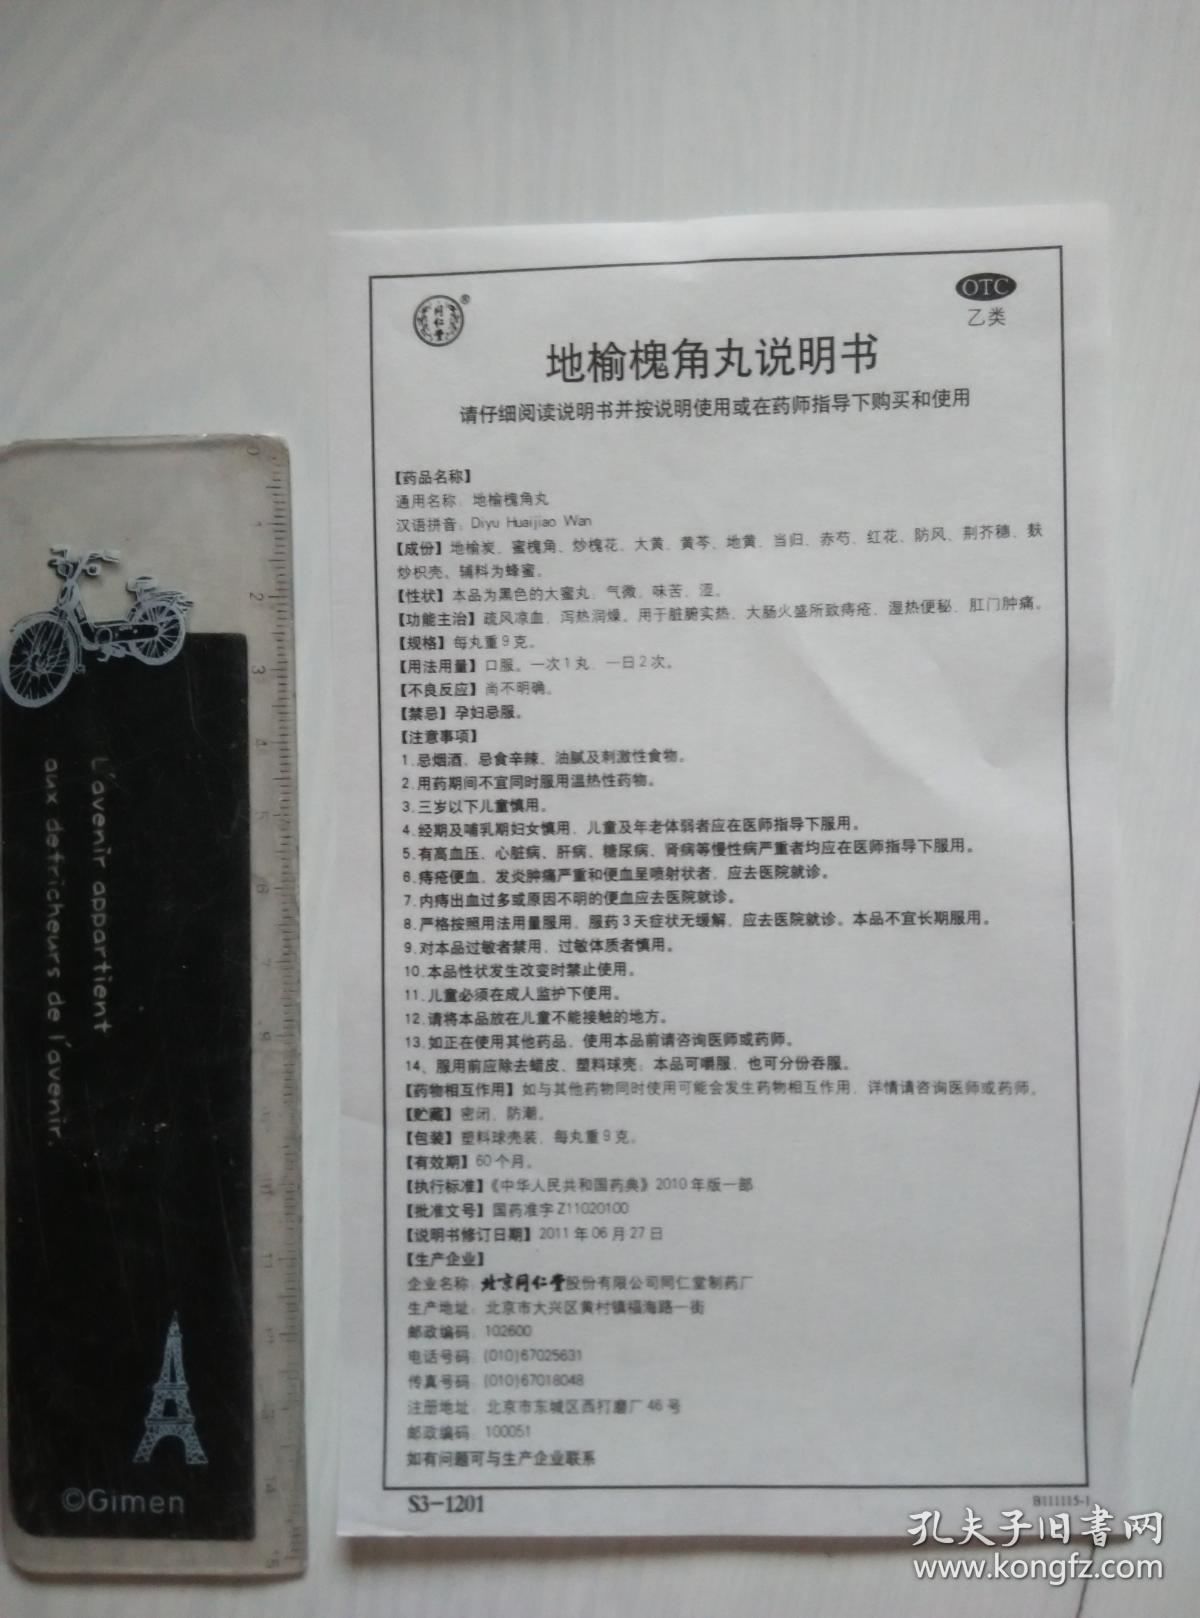 同仁堂
®
OTC
乙类
地榆槐角丸说明书
请仔细阅读说明书并按说明使用或在药师指导下购买和使用
【药品名称】
通用名称：地榆槐角丸
汉语拼音：Diyu Huaijiao Wan
【成份】地榆炭、蜜槐角、炒槐花、大黄、黄芩、地黄、当归、赤芍、红花、防风、荆芥穗、麸
炒枳壳。辅料为蜂蜜。
【性状】本品为黑色的大蜜丸；气微，味苦、涩。
【功能主治】疏风凉血，泻热润燥。用于脏腑实热、大肠火盛所致痔疮、湿热便秘、肛门肿痛。
【规格】每丸重9克。
【用法用量】口服。一次1丸，一日2次。
【不良反应】尚不明确。
【禁忌】孕妇忌服。
【注意事项】
1.忌烟酒、忌食辛辣、油腻及刺激性食物。
2.用药期间不宜同时服用温热性药物。
3.三岁以下儿童慎用。
4.经期及哺乳期妇女慎用，儿童及年老体弱者应在医师指导下服用。
5.有高血压、心脏病、肝病、糖尿病、肾病等慢性病严重者均应在医师指导下服用。
6.痔疮便血、发炎肿痛严重和便血呈喷射状者，应去医院就诊。
7.内痔出血过多或原因不明的便血应去医院就诊。
8.严格按照用法用量服用，服药3天症状无缓解，应去医院就诊。本品不宜长期服用。
9.对本品过敏者禁用，过敏体质者慎用。
10.本品性状发生改变时禁止使用。
11.儿童必须在成人监护下使用。
12.请将本品放在儿童不能接触的地方。
13.如正在使用其他药品，使用本品前请咨询医师或药师。
14、服用前应除去蜡皮、塑料球壳；本品可嚼服，也可分份吞服。
【药物相互作用】如与其他药物同时使用可能会发生药物相互作用，详情请咨询医师或药师。
【贮藏】密闭，防潮。
【包装】塑料球壳装，每丸重9克。
【有效期】60个月。
【执行标准】《中华人民共和国药典》2010年版一部
【批准文号】国药准字Z11020100
【说明书修订日期】2011年06月27日
【生产企业】
企业名称：北京同仁堂股份有限公司同仁堂制药厂
生产地址：北京市大兴区黄村镇福海路一街
邮政编码：102600
电话号码：(010)67025631
传真号码：(010)67018048
注册地址：北京市东城区西打磨厂46号
邮政编码：100051
如有问题可与生产企业联系
S3-1201
B111115-1
L'avenir appartient
aux detricheurs de l'avenir.
©Gimen
0
1
2
3
4
5
6
7
11
14
15
孔夫子旧书网
www.kongfz.com